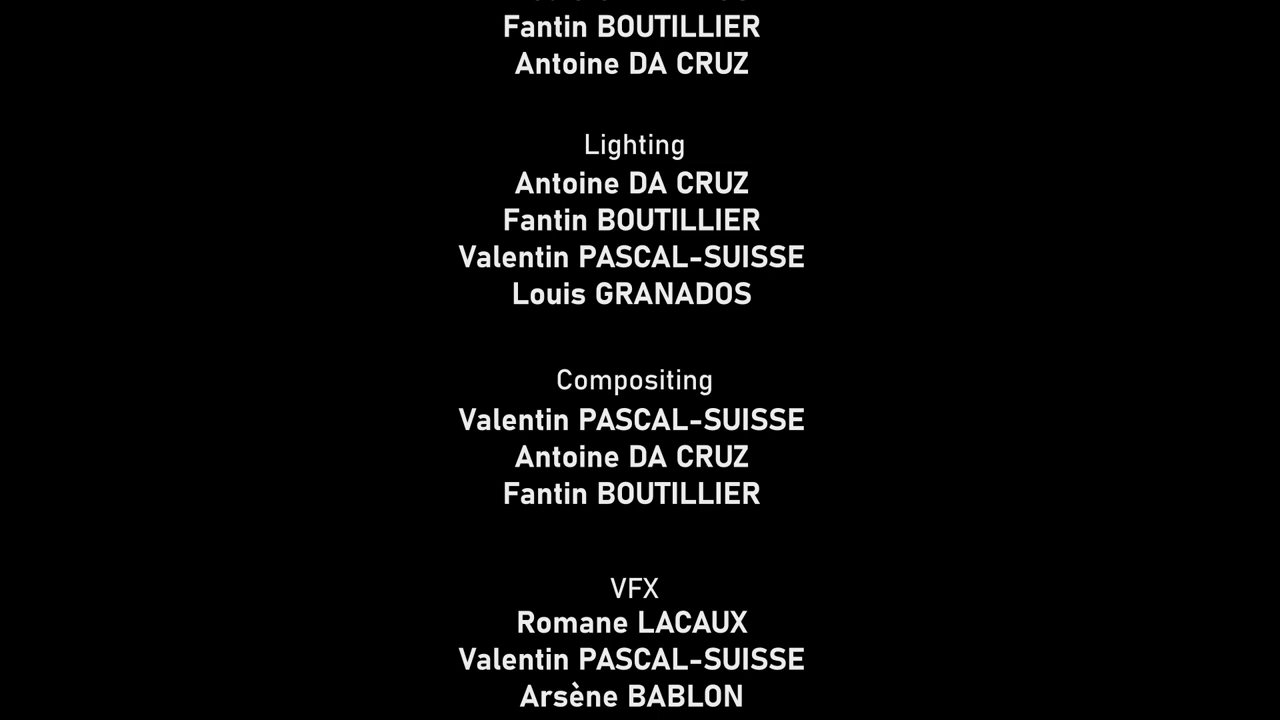 Fantin BOUTILLIER
Antoine DA CRUZ
Lighting
Antoine DA CRUZ
Fantin BOUTILLIER
Valentin PASCAL-SUISSE
Louis GRANADOS
Compositing
Valentin PASCAL-SUISSE
Antoine DA CRUZ
Fantin BOUTILLIER
VFX
Romane LACAUX
Valentin PASCAL-SUISSE
Arsène BABLON